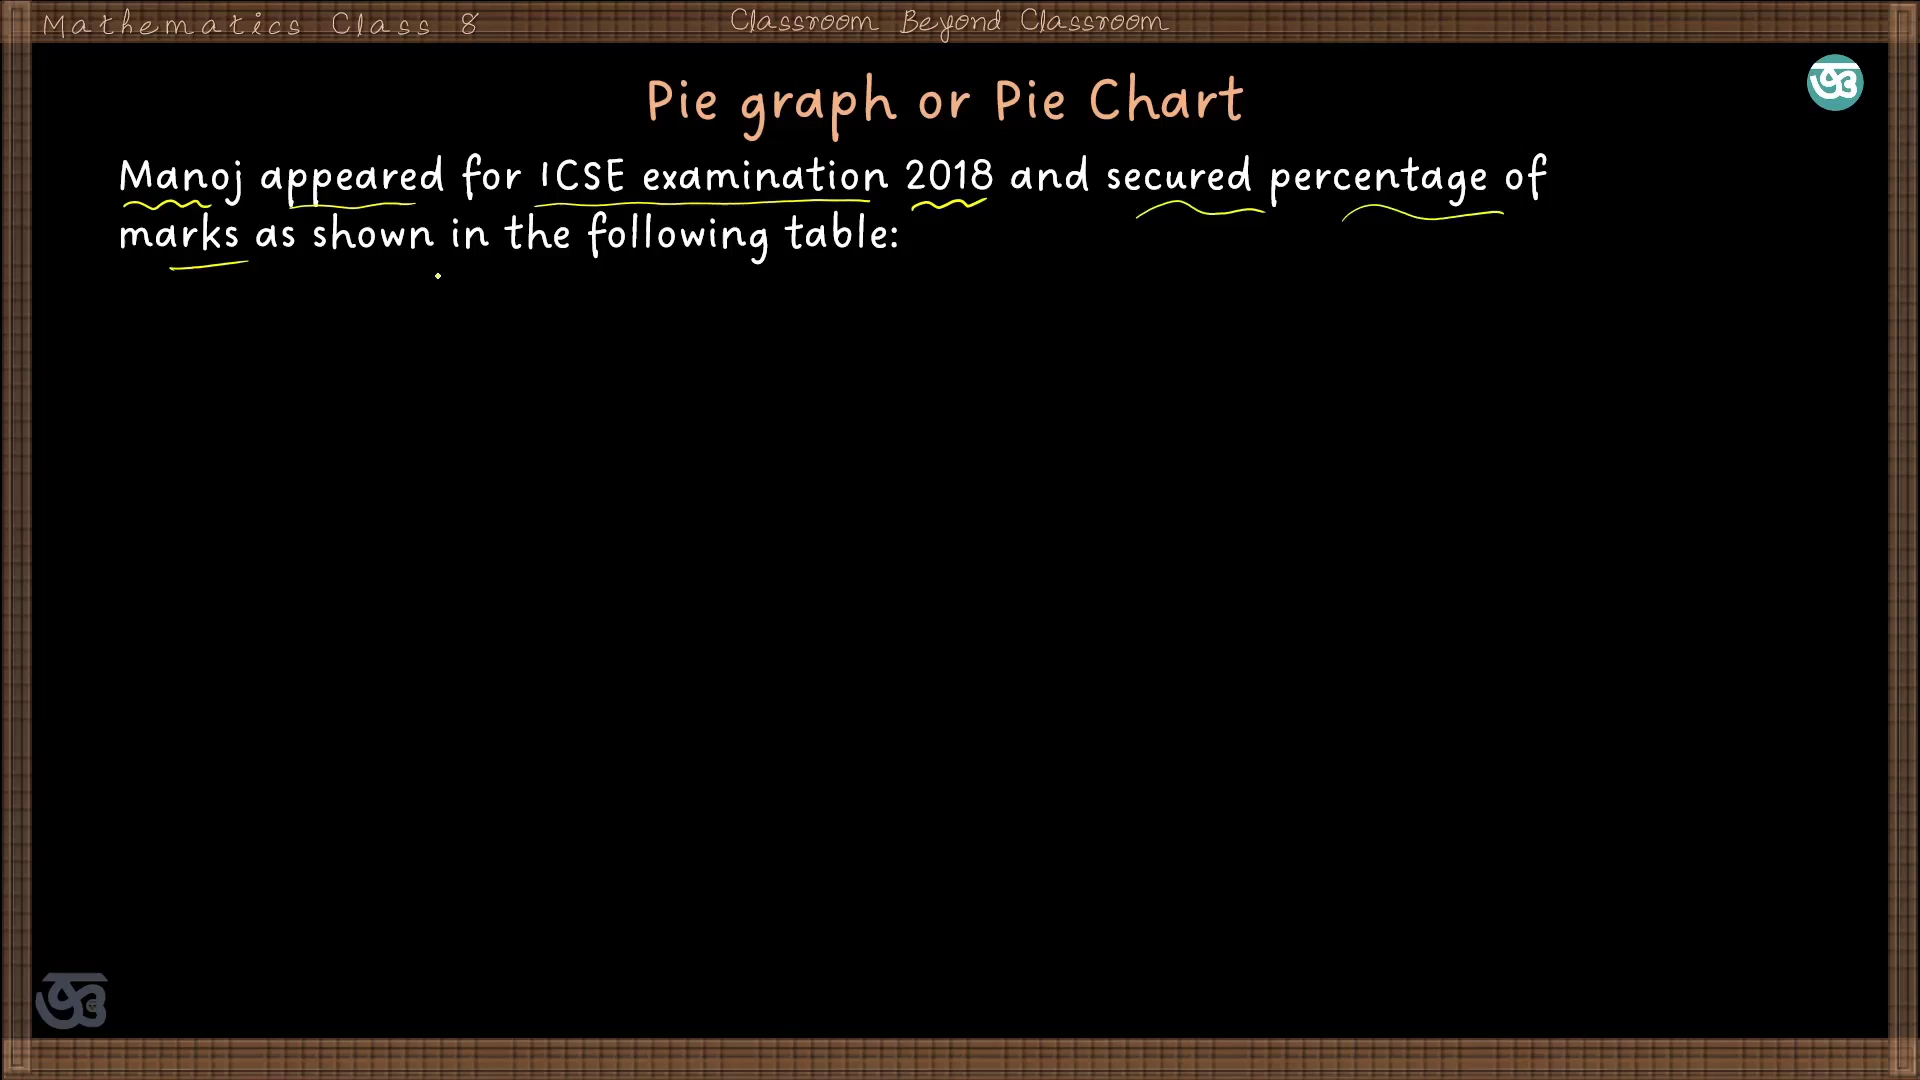 Mathematics Class 8
Classroom Beyond Classroom
Pie graph or Pie Chart
Manoj appeared for ICSE examination 2018 and secured percentage of
marks as shown in the following table: